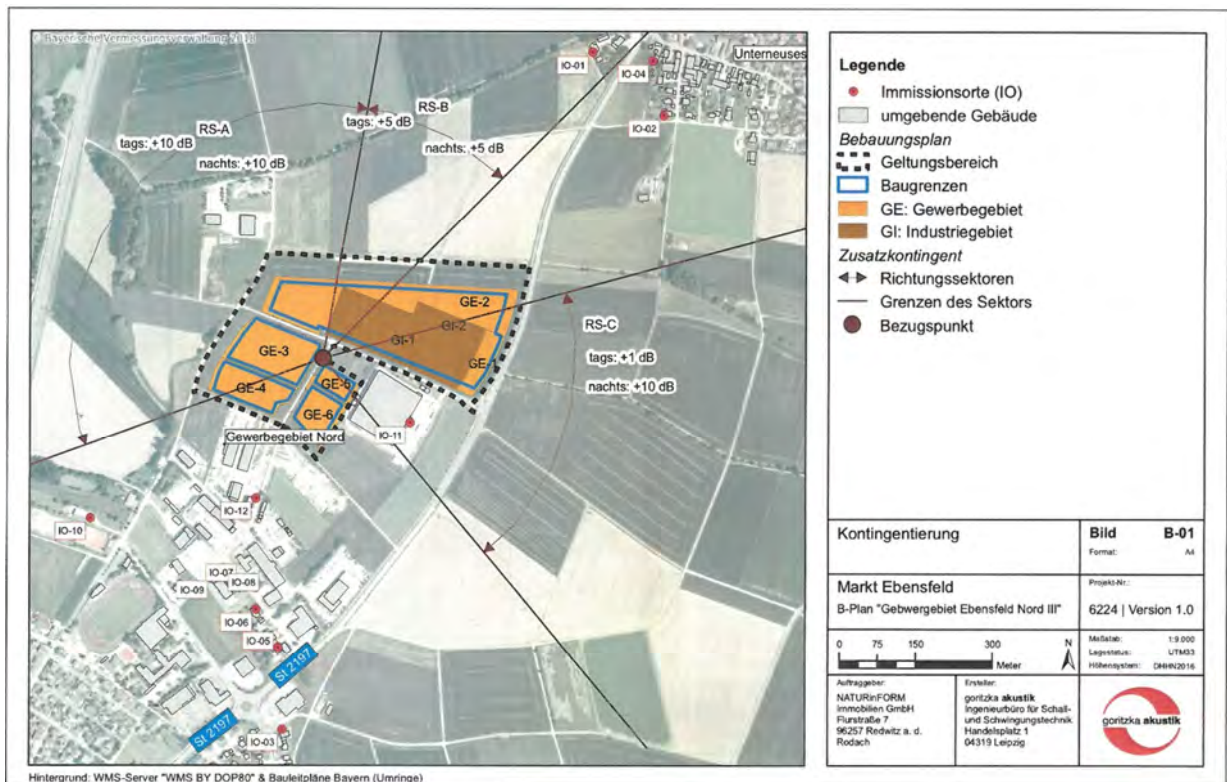 © Bayerische Vermessungsverwaltung 2018
Unterneuses
IO-01
IO-04
IO-02
RS-B
RS-A
tags: +5 dB
tags: +10 dB
nachts: +5 dB
nachts: +10 dB
GE-2
GI-2
GI-1
GE-1
GE-3
GE-5
GE-4
GE-6
RS-C
tags: +1 dB
nachts: +10 dB
Gewerbegebiet Nord
IO-11
IO-12
IO-10
IO-07
IO-08
IO-09
IO-06
IO-05
St 2197
St 2197
IO-03
Hintergrund: WMS-Server "WMS BY DOP80" & Bauleitpläne Bayern (Umringe)
Legende
Immissionsorte (IO)
umgebende Gebäude
Bebauungsplan
Geltungsbereich
Baugrenzen
GE: Gewerbegebiet
GI: Industriegebiet
Zusatzkontingent
Richtungssektoren
Grenzen des Sektors
Bezugspunkt
Kontingentierung
Bild B-01
Format: A4
Markt Ebensfeld
B-Plan "Gebwergebiet Ebensfeld Nord III"
Projekt-Nr.:
6224 | Version 1.0
0 75 150 300
Meter
N
Maßstab: 1:9.000
Lagestatus: UTM33
Höhensystem: DHHN2016
Auftraggeber:
NATURinFORM
Immobilien GmbH
Flurstraße 7
96257 Redwitz a. d.
Rodach
Ersteller:
goritzka akustik
Ingenieurbüro für Schall-
und Schwingungstechnik
Handelsplatz 1
04319 Leipzig
goritzka akustik